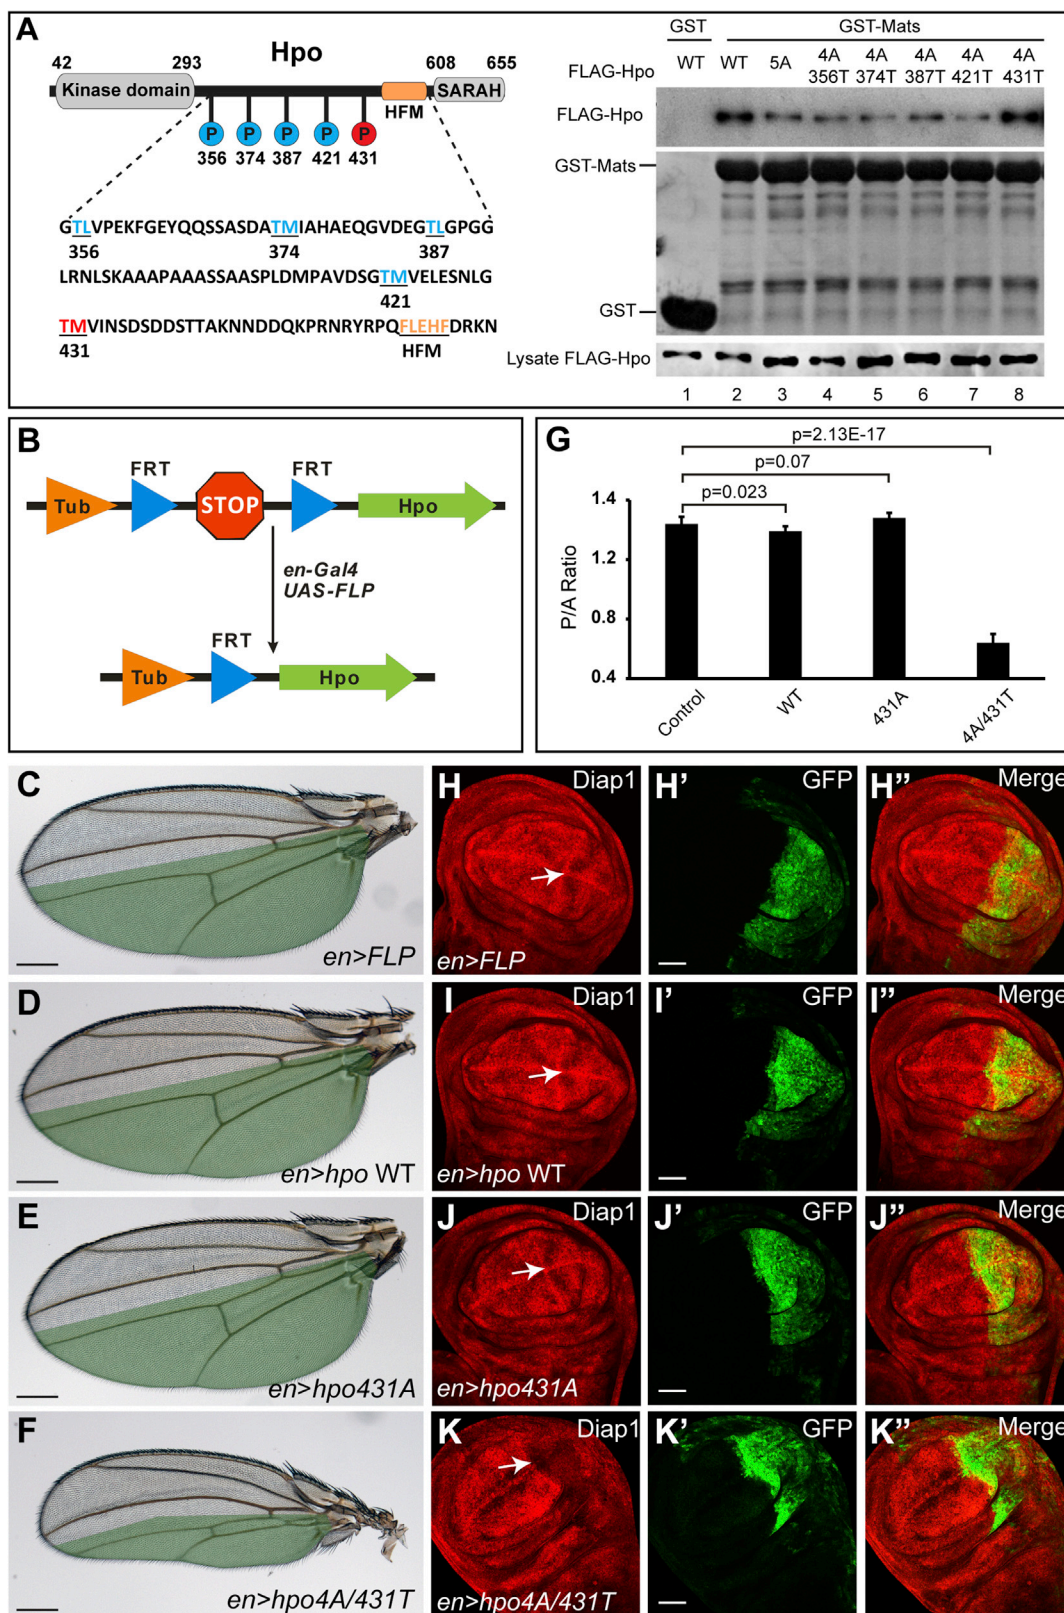 A
Hpo
42
293
608
655
Kinase domain
SARAH
HFM
P
P
P
P
P
356
374
387
421
431
GTLVPEKFGEYQQSSASDATMIAHAEQGVDEGTLGPGG
356
374
387
LRNLSKAAAPAAASSAASPLDMPAVDSGTMVELESNLG
421
TMVINSDSDDSTTAKNNDDQKPRNRYRPQFLEHFDRKN
431
HFM
GST
GST-Mats
FLAG-Hpo
WT
WT
5A
4A
356T
4A
374T
4A
387T
4A
421T
4A
431T
FLAG-Hpo
GST-Mats
GST
Lysate FLAG-Hpo
1 2 3 4 5 6 7 8
B
FRT
FRT
Tub
STOP
Hpo
en-Gal4
UAS-FLP
FRT
Tub
Hpo
G
p=2.13E-17
p=0.07
p=0.023
1.4
1.2
0.8
0.4
P/A Ratio
Control
WT
431A
4A/431T
C
en>FLP
H
Diap1
en>FLP
H’
GFP
H”
Merge
D
en>hpo WT
I
Diap1
en>hpo WT
I’
GFP
I”
Merge
E
en>hpo431A
J
Diap1
en>hpo431A
J’
GFP
J”
Merge
F
en>hpo4A/431T
K
Diap1
en>hpo4A/431T
K’
GFP
K”
Merge